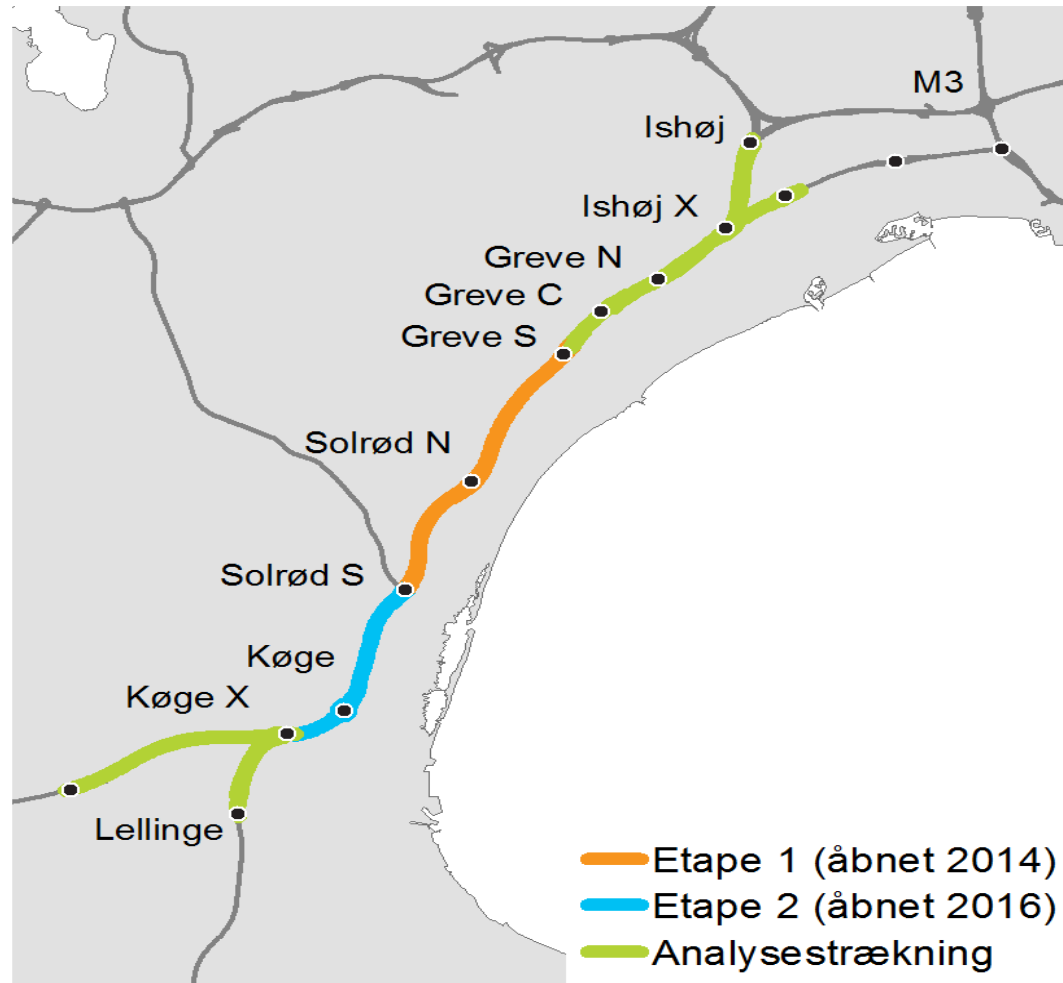 M3
Ishøj
Ishøj X
Greve N
Greve C
Greve S
Solrød N
Solrød S
Køge
Køge X
Lellinge
Etape 1 (åbnet 2014)
Etape 2 (åbnet 2016)
Analysestrækning